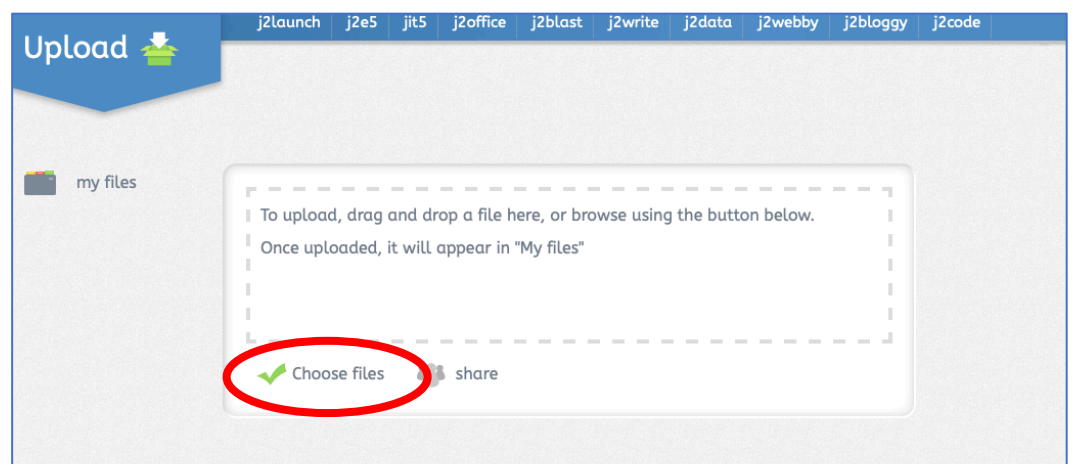 j2launch j2e5 jit5 j2office j2blast j2write j2data j2webby j2bloggy j2code
Upload
my files
To upload, drag and drop a file here, or browse using the button below.
Once uploaded, it will appear in "My files"
Choose files share